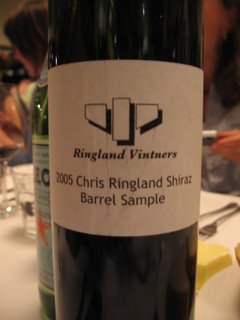 Ringland Vintners
2005 Chris Ringland Shiraz
Barrel Sample